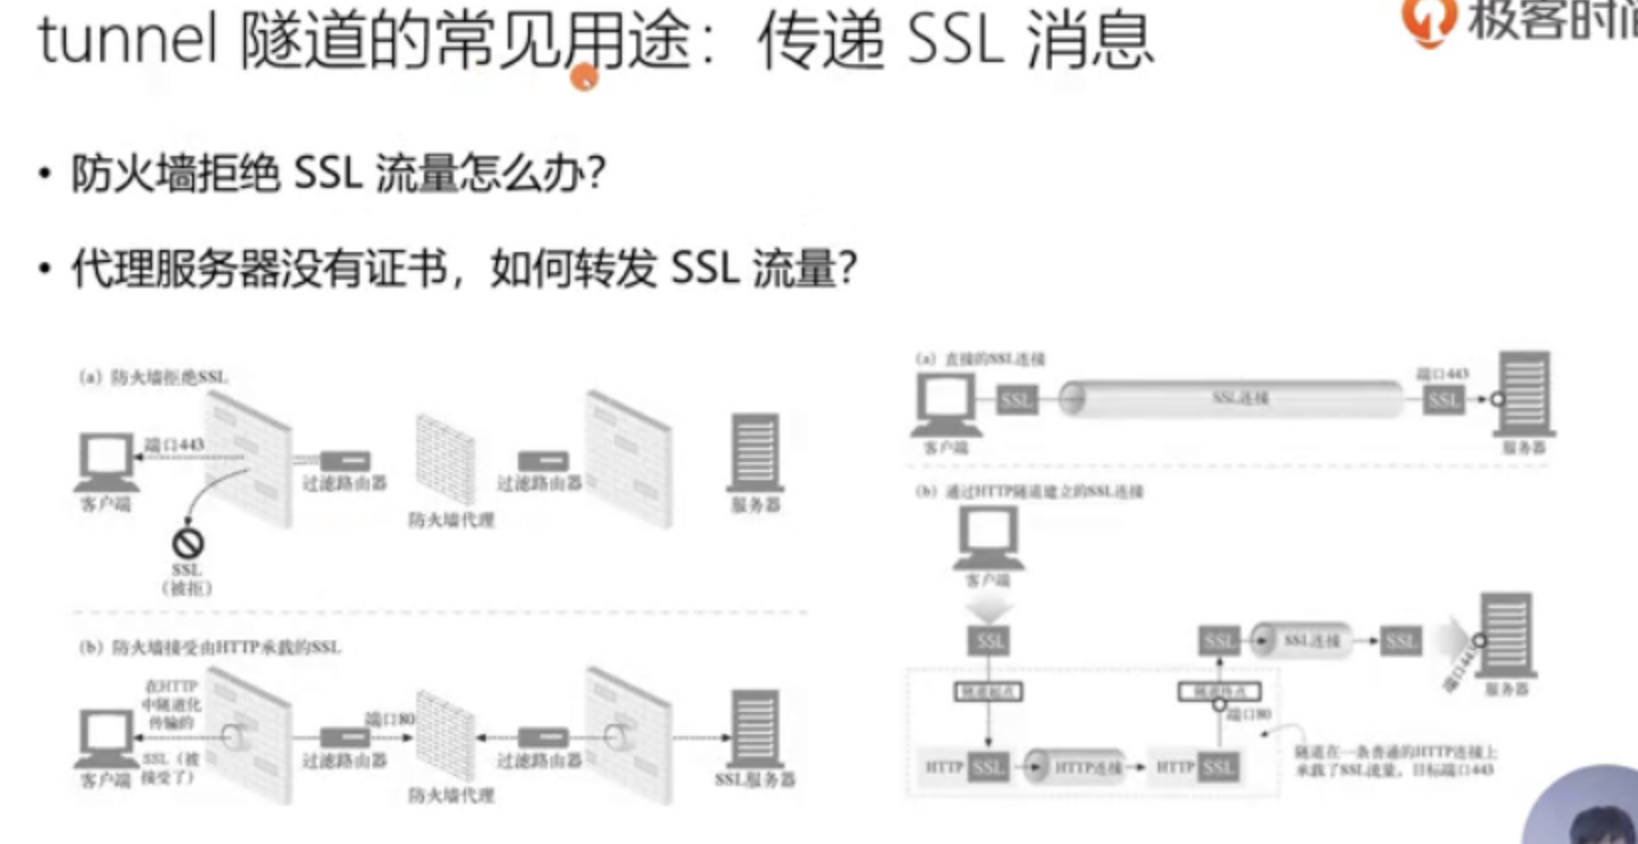 tunnel 隧道的常见用途：传递 SSL 消息
极客时间
• 防火墙拒绝 SSL 流量怎么办？
• 代理服务器没有证书，如何转发 SSL 流量？
(a) 防火墙拒绝SSL
端口443
客户端
过滤路由器
防火墙代理
过滤路由器
服务器
SSL
(被拒)
(b) 防火墙接受由HTTP承载的SSL
在HTTP
中隧道化
传输的
SSL（被
接受了）
客户端
端口80
过滤路由器
防火墙代理
过滤路由器
SSL服务器
(a) 直接的SSL连接
客户端
SSL
SSL连接
端口443
SSL
服务器
(b) 通过HTTP隧道建立的SSL连接
客户端
SSL
隧道起点
HTTP SSL
HTTP连接
HTTP SSL
隧道终点
端口80
SSL
SSL连接
SSL
端口443
服务器
隧道在一条普通的HTTP连接上
承载了SSL流量，目标端口443